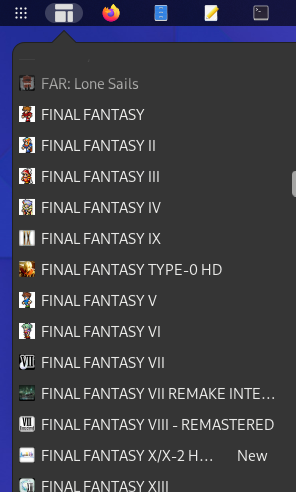 FAR: Lone Sails
FINAL FANTASY
FINAL FANTASY II
FINAL FANTASY III
FINAL FANTASY IV
FINAL FANTASY IX
FINAL FANTASY TYPE-0 HD
FINAL FANTASY V
FINAL FANTASY VI
FINAL FANTASY VII
FINAL FANTASY VII REMAKE INTE...
FINAL FANTASY VIII - REMASTERED
FINAL FANTASY X/X-2 H... New
FINAL FANTASY XIII